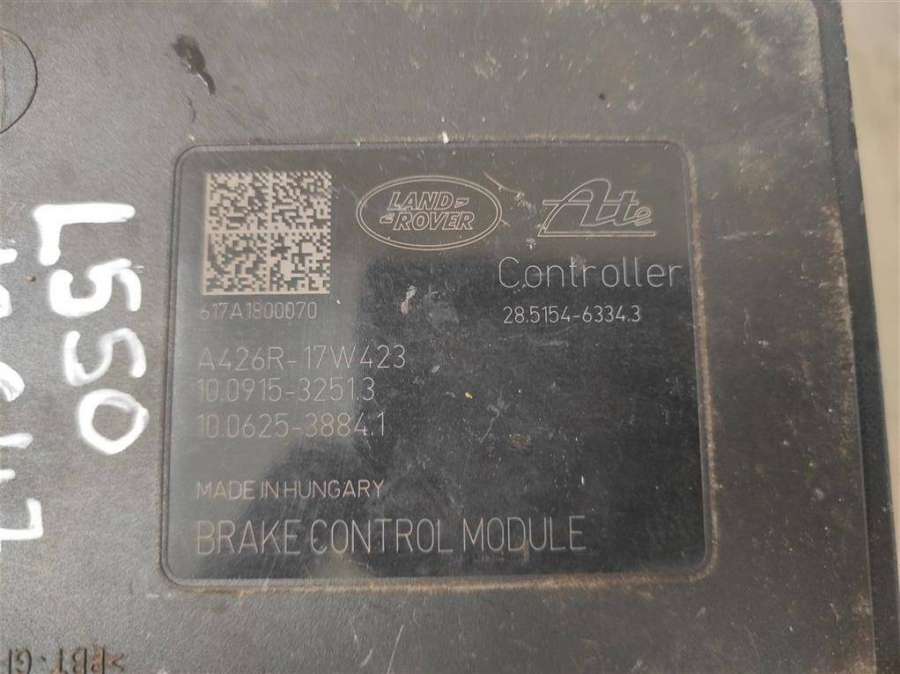 LAND ROVER
Ate
Controller
617A1800070
28.5154-6334.3
A426R-17W423
10.0915-3251.3
10.0625-3884.1
MADE IN HUNGARY
BRAKE CONTROL MODULE
L550
>PBT-G